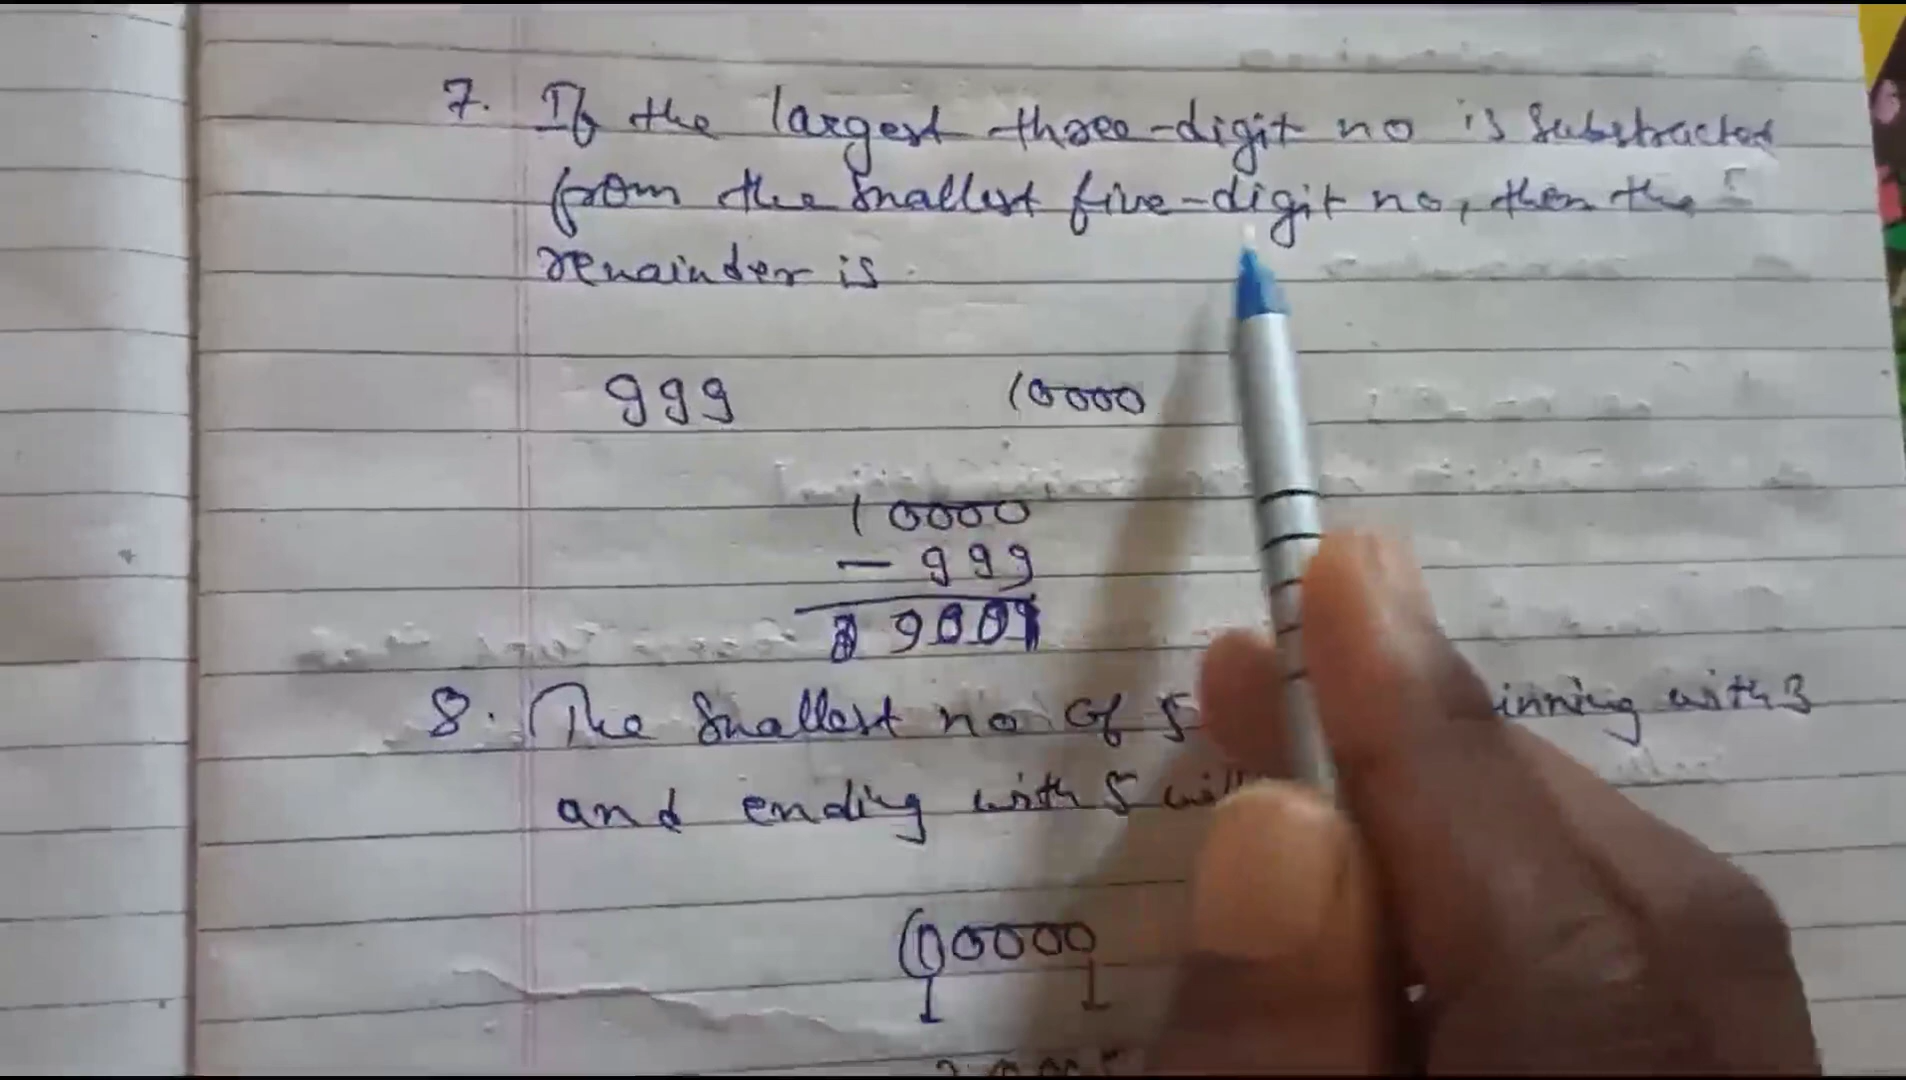 7. If the largest three-digit no is Substracted
from the Smallest five-digit no, then the
remainder is
999 10000
10000
- 999
9001
8. The Smallest no of 5 inning with 3
and ending with 5 will